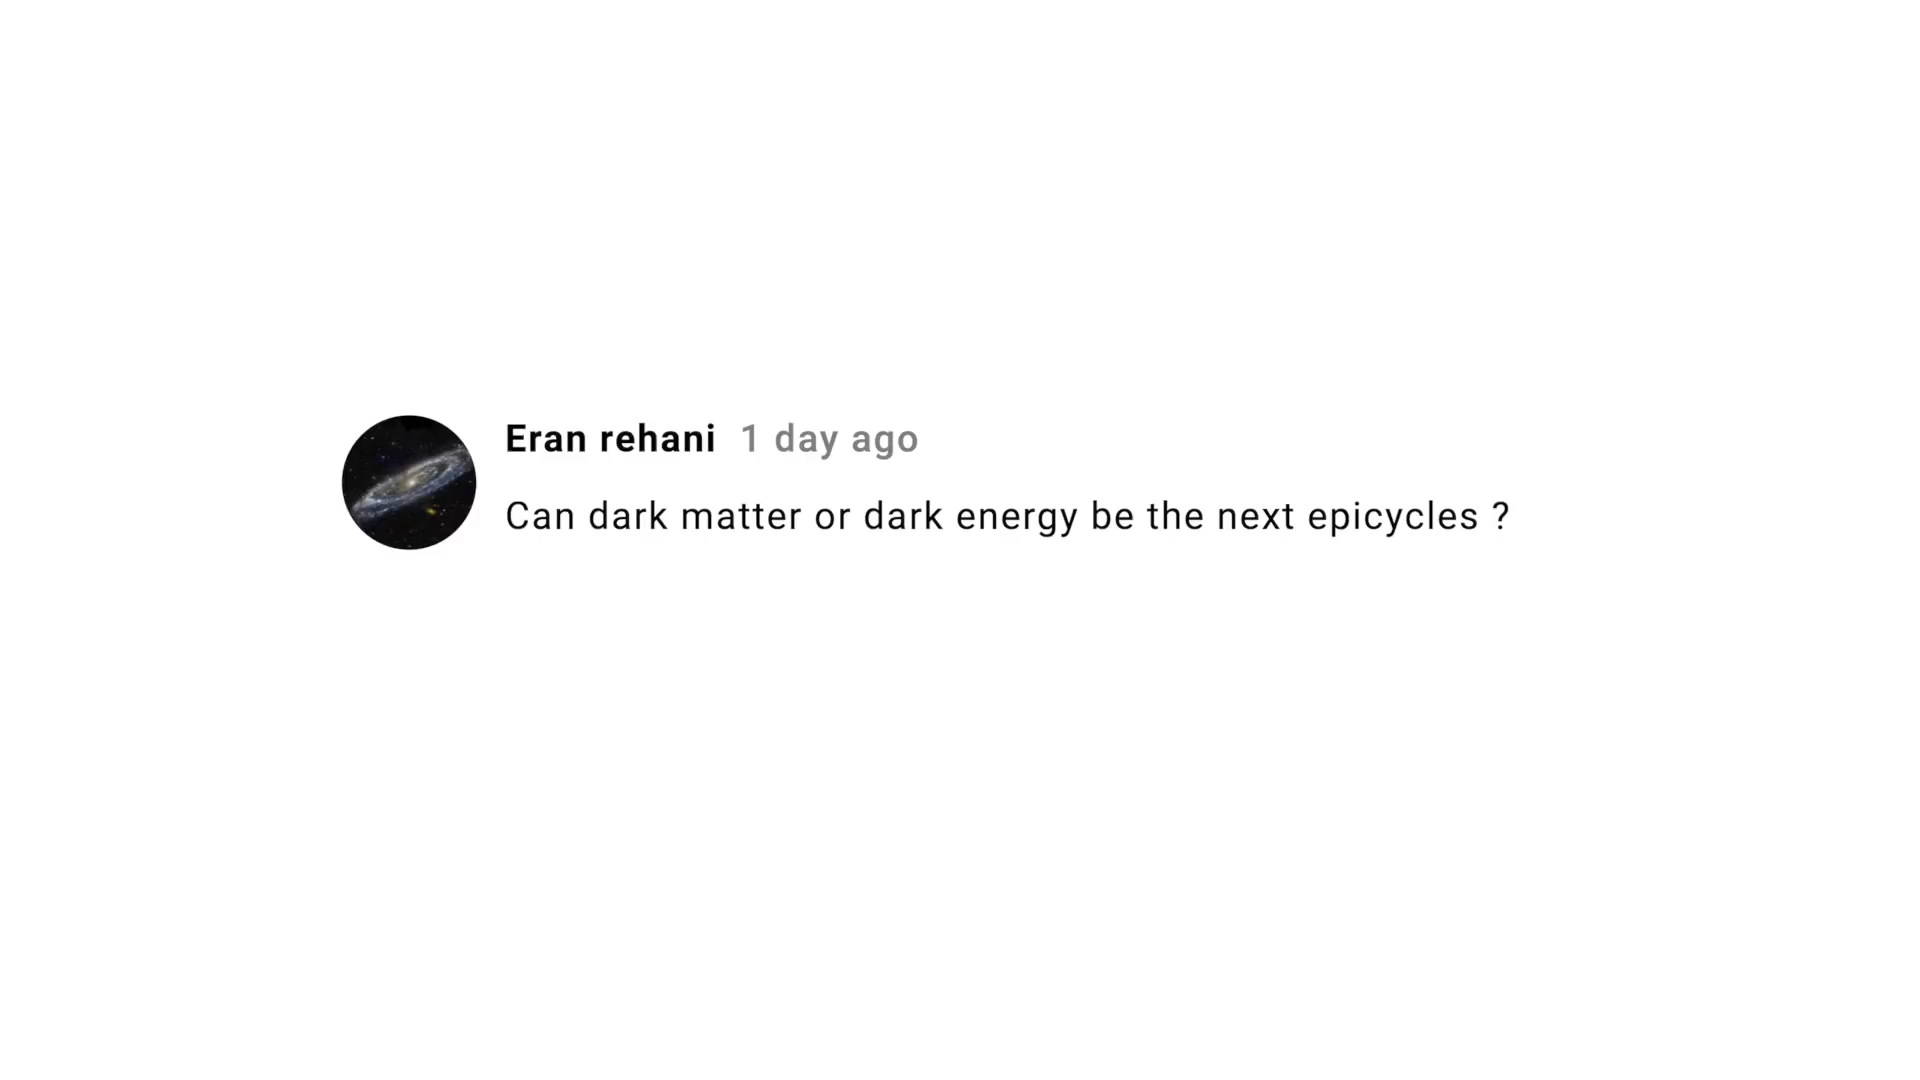 Eran rehani 1 day ago
Can dark matter or dark energy be the next epicycles ?